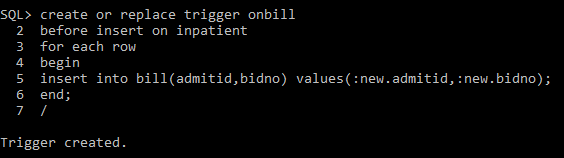 SQL> create or replace trigger onbill
2 before insert on inpatient
3 for each row
4 begin
5 insert into bill(admitid,bidno) values(:new.admitid,:new.bidno);
6 end;
7 /
Trigger created.